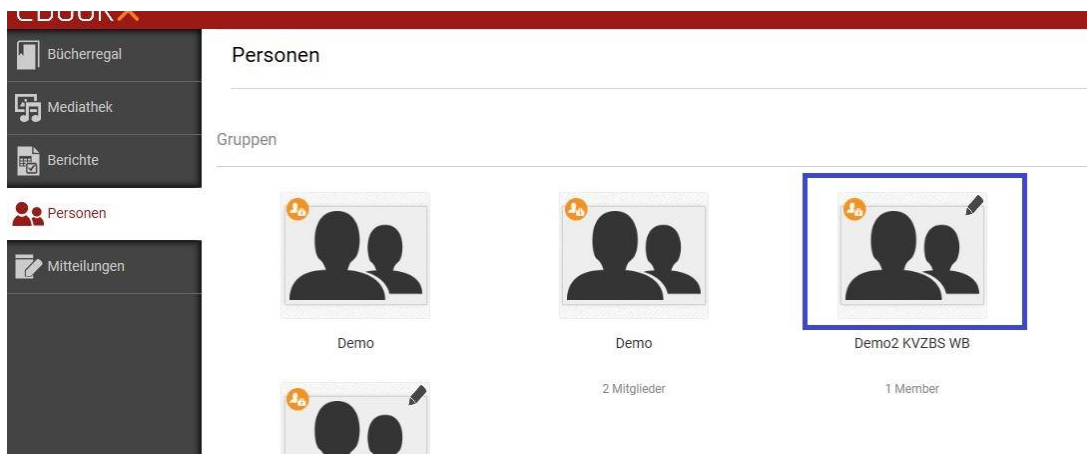 Bücherregal
Personen
Mediathek
Gruppen
Berichte
Personen
Mitteilungen
Demo
Demo
Demo2 KVZBS WB
2 Mitglieder
1 Member